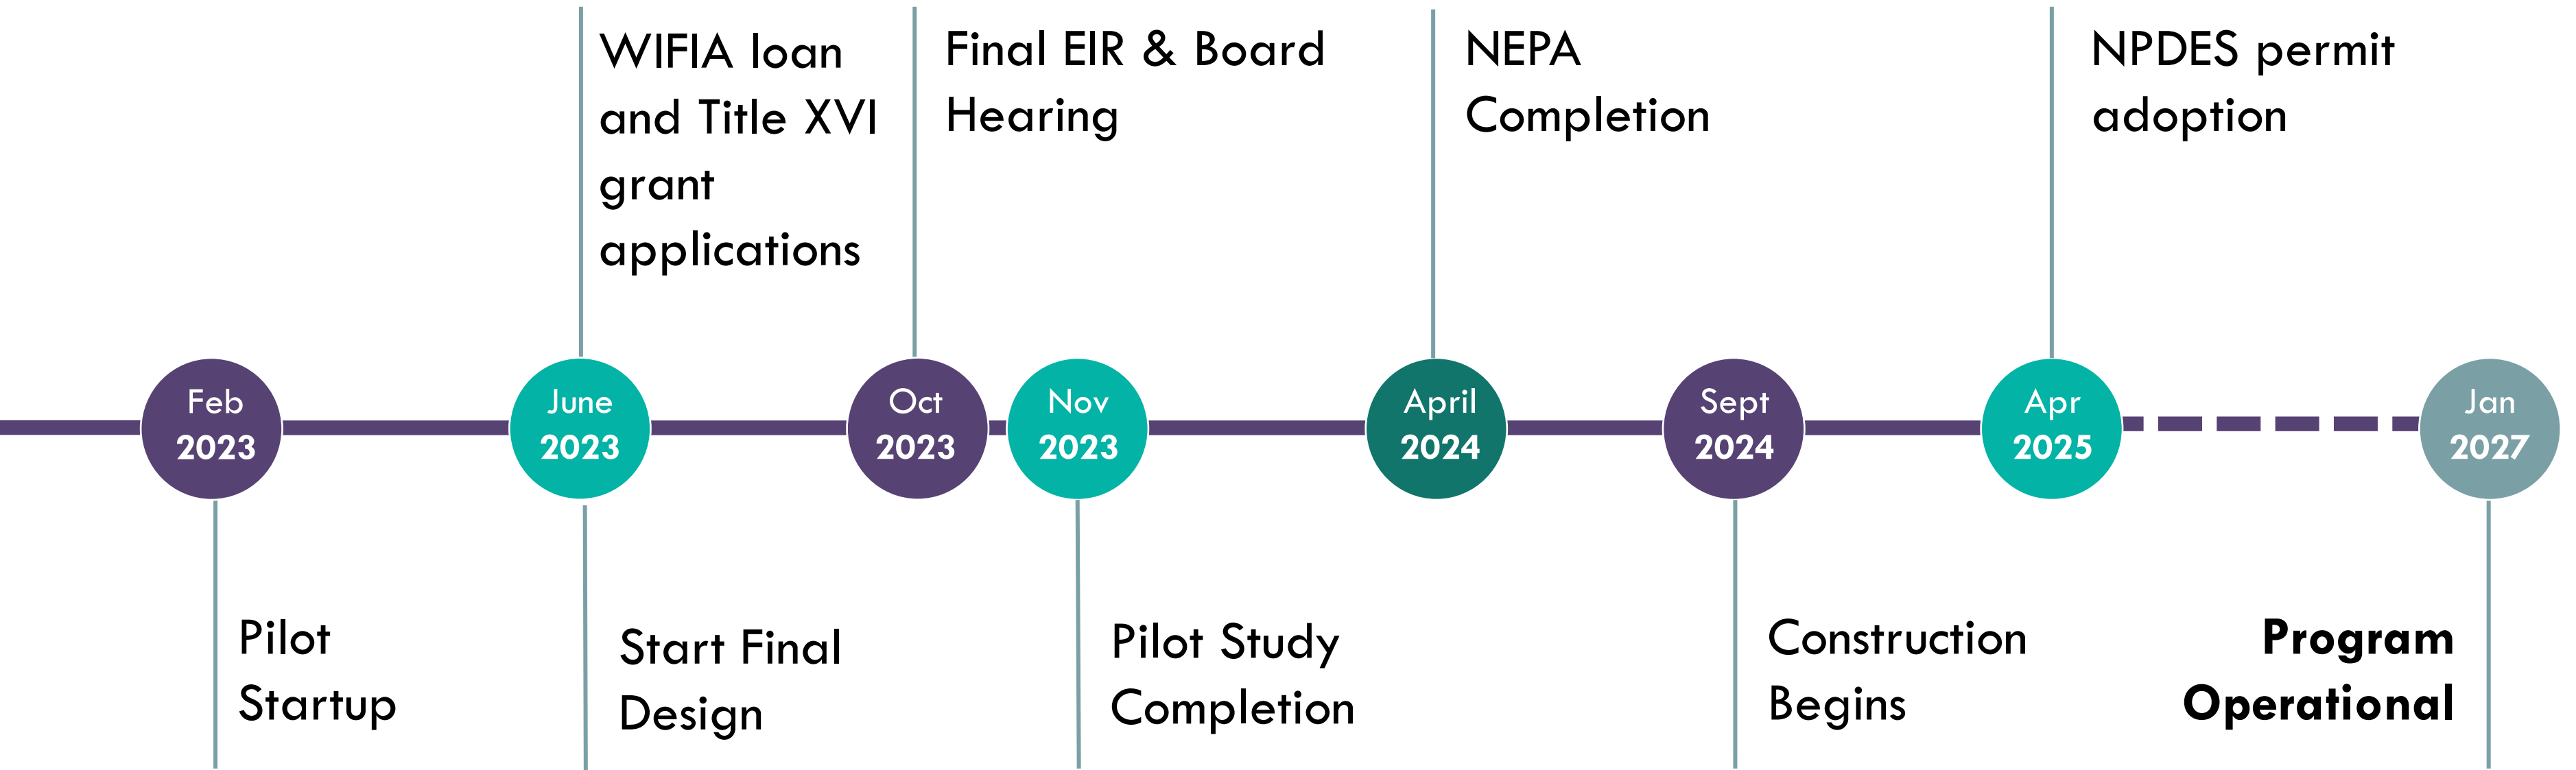 WIFIA loan
and Title XVI
grant
applications
Final EIR & Board
Hearing
NEPA
Completion
NPDES permit
adoption
Feb
2023
June
2023
Oct
2023
Nov
2023
April
2024
Sept
2024
Apr
2025
Jan
2027
Pilot
Startup
Start Final
Design
Pilot Study
Completion
Construction
Begins
Program
Operational